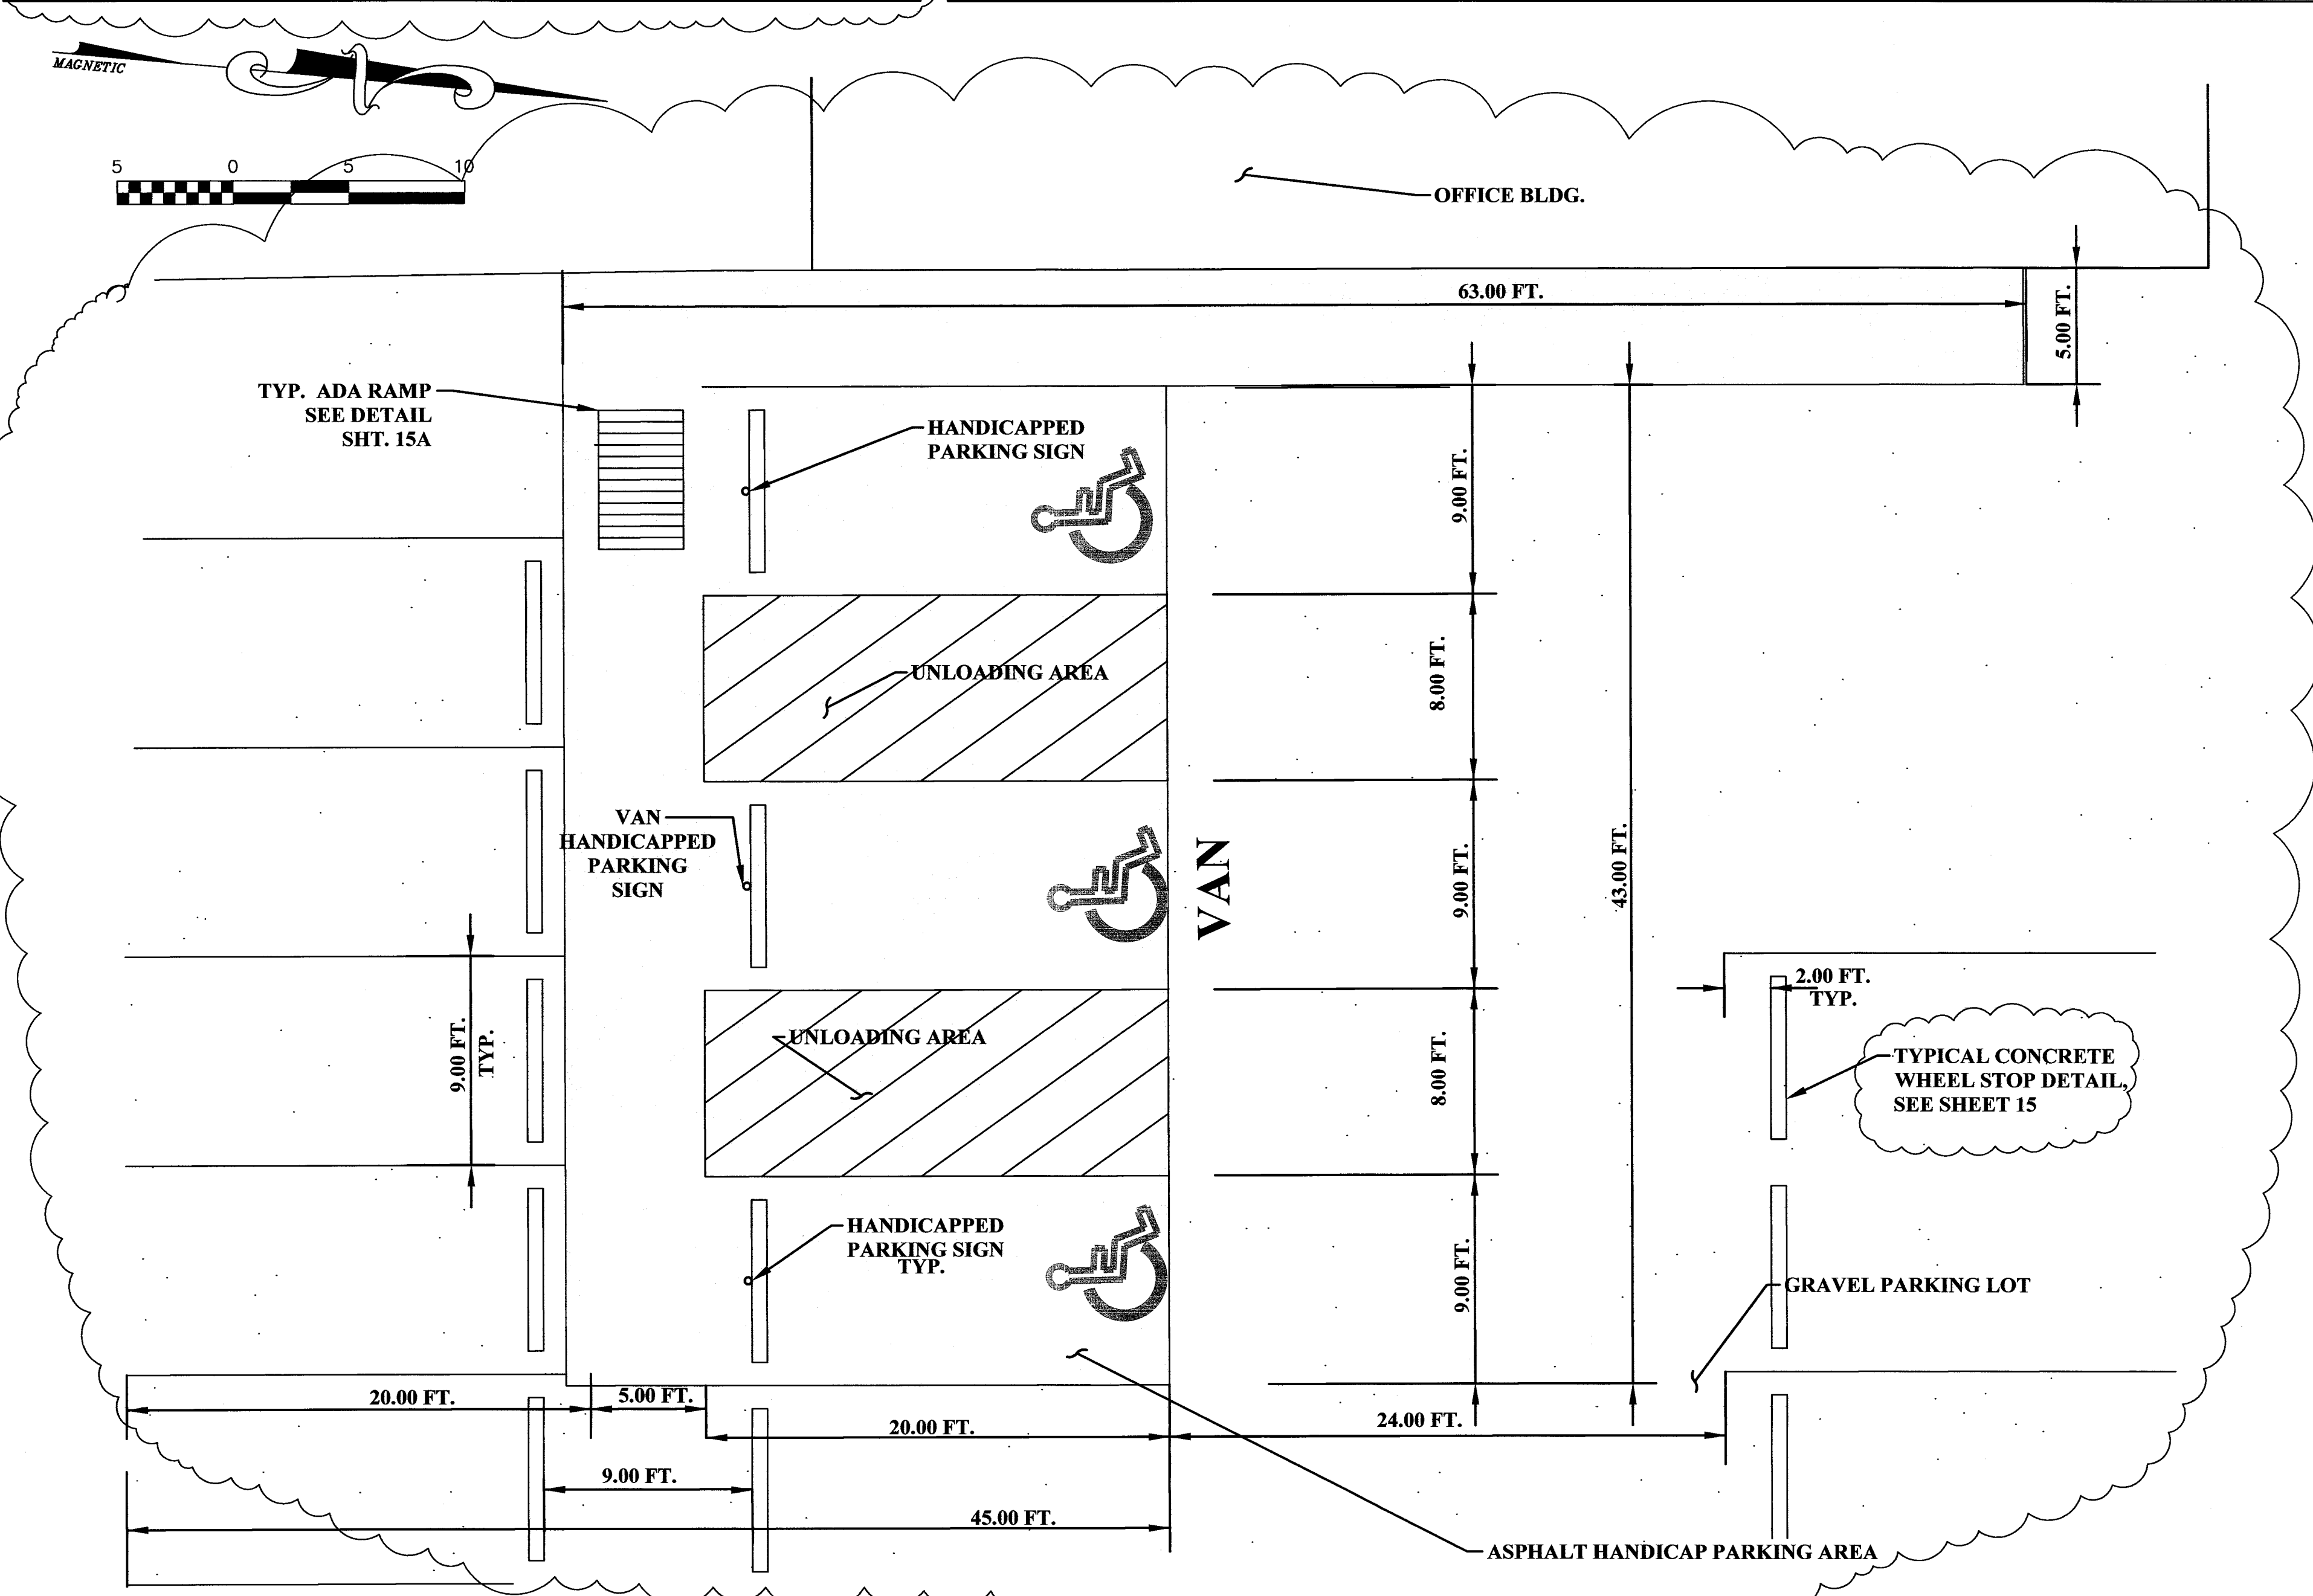 MAGNETIC
5 0 5 10
OFFICE BLDG.
63.00 FT.
5.00 FT.
TYP. ADA RAMP
SEE DETAIL
SHT. 15A
HANDICAPPED
PARKING SIGN
9.00 FT.
UNLOADING AREA
8.00 FT.
VAN
HANDICAPPED
PARKING
SIGN
VAN
9.00 FT.
43.00 FT.
9.00 FT.
TYP.
UNLOADING AREA
8.00 FT.
2.00 FT.
TYP.
TYPICAL CONCRETE
WHEEL STOP DETAIL,
SEE SHEET 15
HANDICAPPED
PARKING SIGN
TYP.
9.00 FT.
GRAVEL PARKING LOT
20.00 FT.
5.00 FT.
20.00 FT.
24.00 FT.
9.00 FT.
45.00 FT.
ASPHALT HANDICAP PARKING AREA